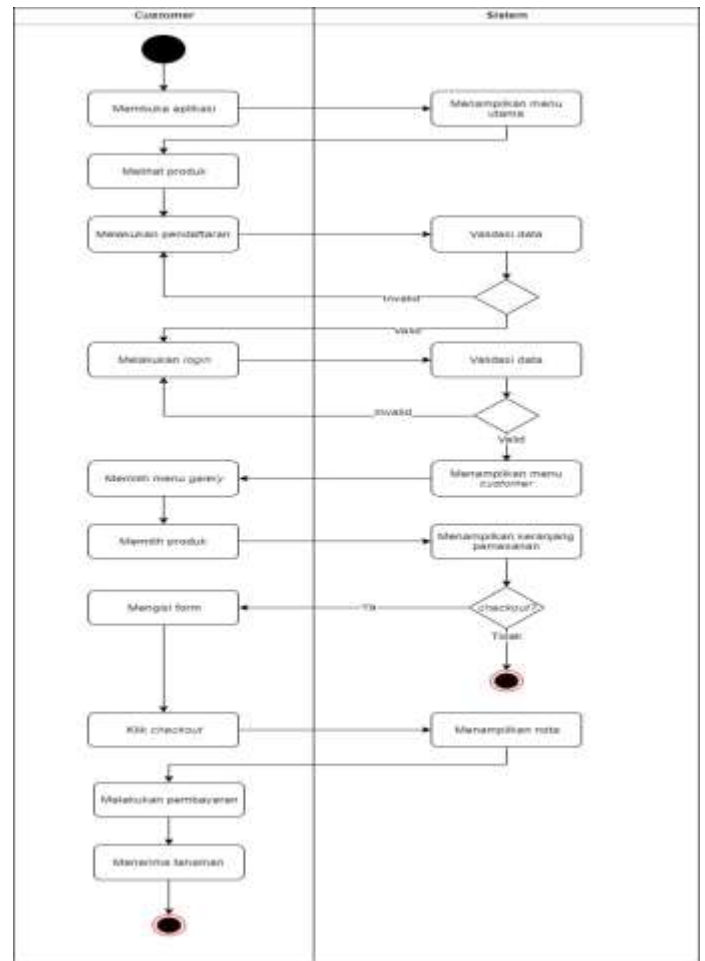 Customer
Sistem
Membuka aplikasi
Menampilkan menu
utama
Melihat produk
Melakukan pendaftaran
Validasi data
Invalid
Valid
Melakukan login
Validasi data
Invalid
Valid
Memilih menu galery
Menampilkan menu
customer
Memilih produk
Menampilkan keranjang
pemesanan
Mengisi form
Ya
checkout?
Tidak
Klik checkout
Menampilkan nota
Melakukan pembayaran
Menerima tanaman